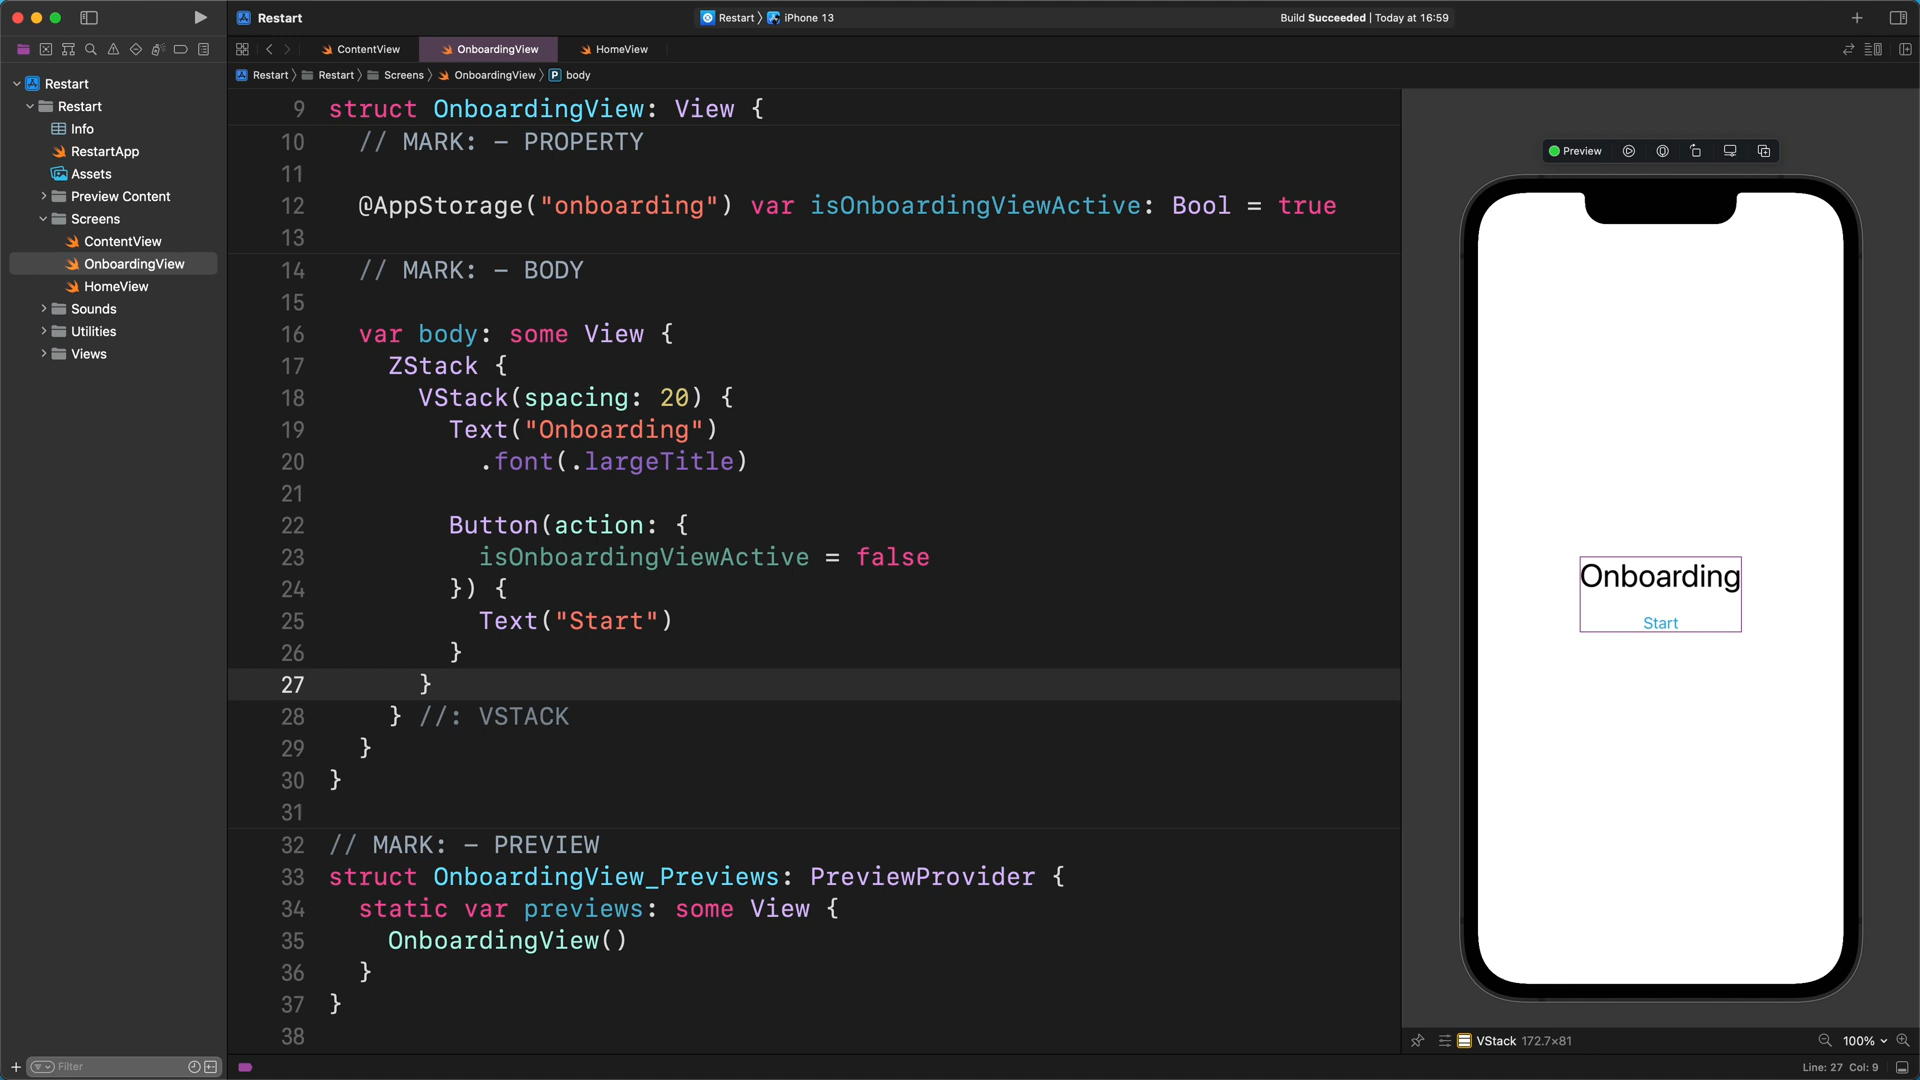 Restart
Restart 〉 iPhone 13
Build Succeeded | Today at 16:59
ContentView
OnboardingView
HomeView
Restart 〉 Restart 〉 Screens 〉 OnboardingView 〉 P body
Restart
Restart
Info
RestartApp
Assets
Preview Content
Screens
ContentView
OnboardingView
HomeView
Sounds
Utilities
Views
Filter
9 struct OnboardingView: View {
10 // MARK: - PROPERTY
11
12 @AppStorage("onboarding") var isOnboardingViewActive: Bool = true
13
14 // MARK: - BODY
15
16 var body: some View {
17 ZStack {
18 VStack(spacing: 20) {
19 Text("Onboarding")
20 .font(.largeTitle)
21
22 Button(action: {
23 isOnboardingViewActive = false
24 }) {
25 Text("Start")
26 }
27 }
28 } //: VSTACK
29 }
30 }
31
32 // MARK: - PREVIEW
33 struct OnboardingView_Previews: PreviewProvider {
34 static var previews: some View {
35 OnboardingView()
36 }
37 }
38
Preview
Onboarding
Start
VStack 172.7×81
100%
Line: 27 Col: 9